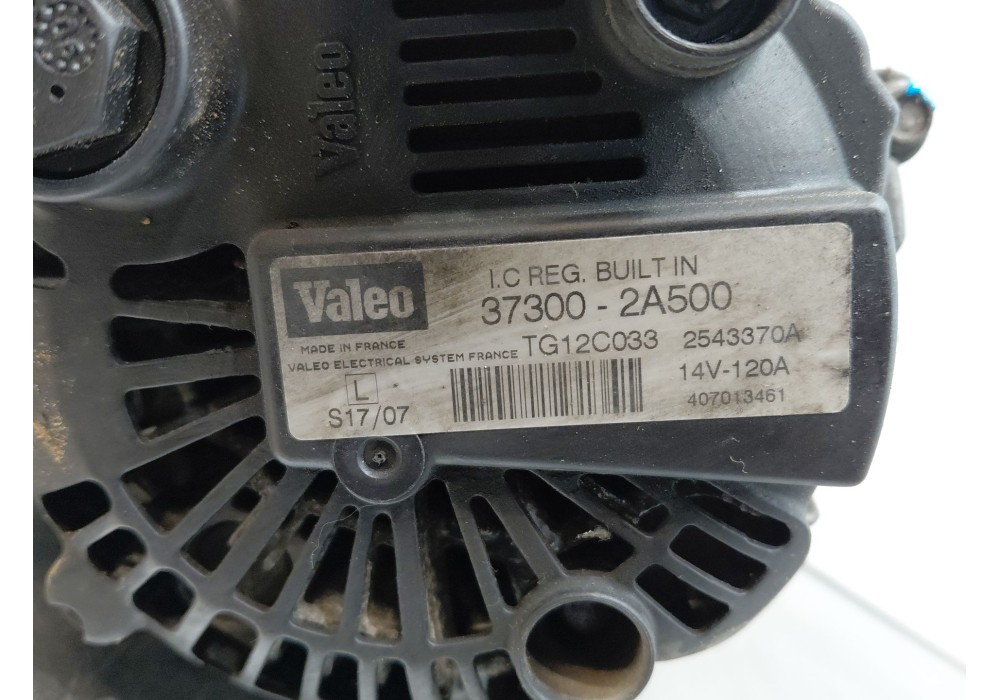 Valeo
Valeo
I.C REG. BUILT IN
37300 - 2A500
MADE IN FRANCE
VALEO ELECTRICAL SYSTEM FRANCE
TG12C033 2543370A
L
14V-120A
S17/07
407013461